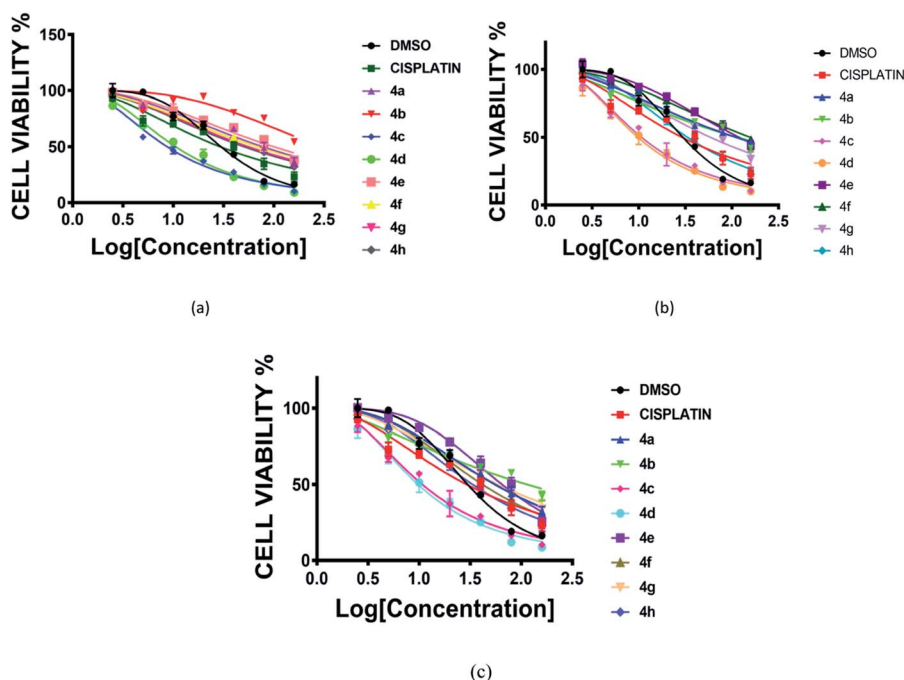 CELL VIABILITY %
150
100
50
0
0.0 0.5 1.0 1.5 2.0 2.5
Log[Concentration]
DMSO
CISPLATIN
4a
4b
4c
4d
4e
4f
4g
4h
(a)
CELL VIABILITY %
100
50
0
0.0 0.5 1.0 1.5 2.0 2.5
Log[Concentration]
DMSO
CISPLATIN
4a
4b
4c
4d
4e
4f
4g
4h
(b)
CELL VIABILITY %
100
50
0
0.0 0.5 1.0 1.5 2.0 2.5
Log[Concentration]
DMSO
CISPLATIN
4a
4b
4c
4d
4e
4f
4g
4h
(c)